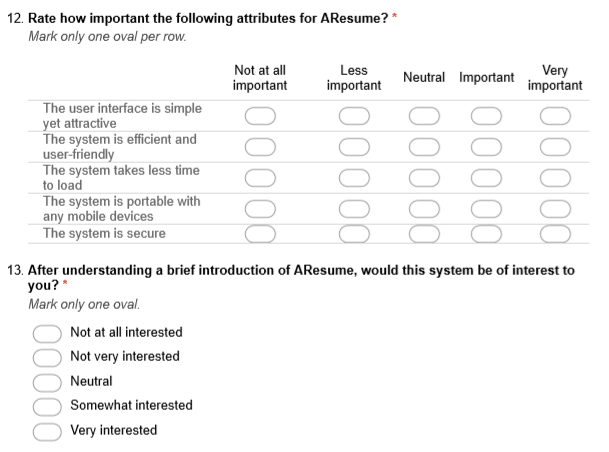 12. Rate how important the following attributes for AResume? *
Mark only one oval per row.
Not at all important
Less important
Neutral
Important
Very important
The user interface is simple
yet attractive
The system is efficient and
user-friendly
The system takes less time
to load
The system is portable with
any mobile devices
The system is secure
13. After understanding a brief introduction of AResume, would this system be of interest to
you? *
Mark only one oval.
Not at all interested
Not very interested
Neutral
Somewhat interested
Very interested